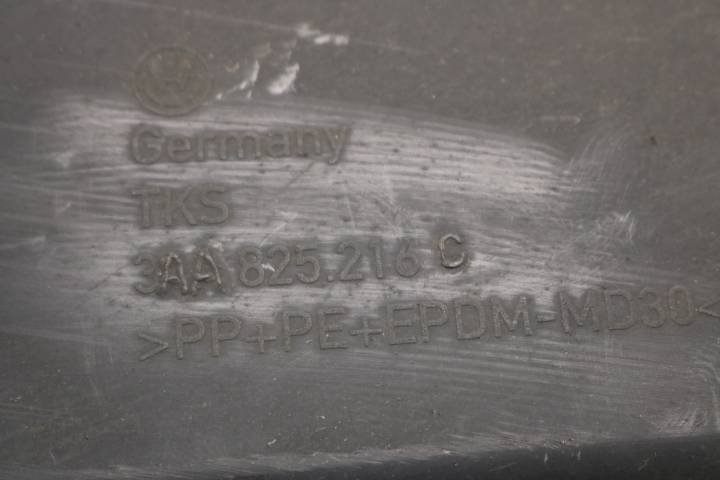 Germany
TKS
3AA 825.216 C
>PP+PE+EPDM-MD30<